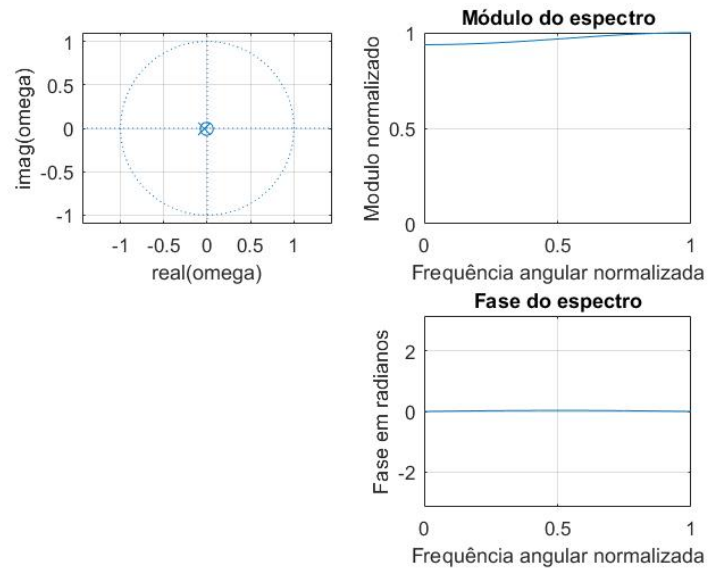 1
0.5
0
-0.5
-1
imag(omega)
-1 -0.5 0 0.5 1
real(omega)
Módulo do espectro
1
0.5
0
Modulo normalizado
0 0.5 1
Frequência angular normalizada
Fase do espectro
2
0
-2
Fase em radianos
0 0.5 1
Frequência angular normalizada